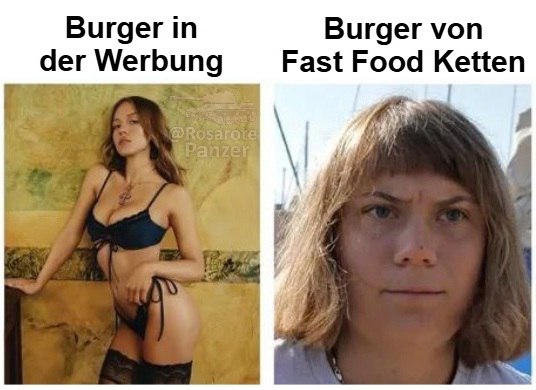 Burger in
der Werbung
Burger von
Fast Food Ketten
@Rosarote
Panzer